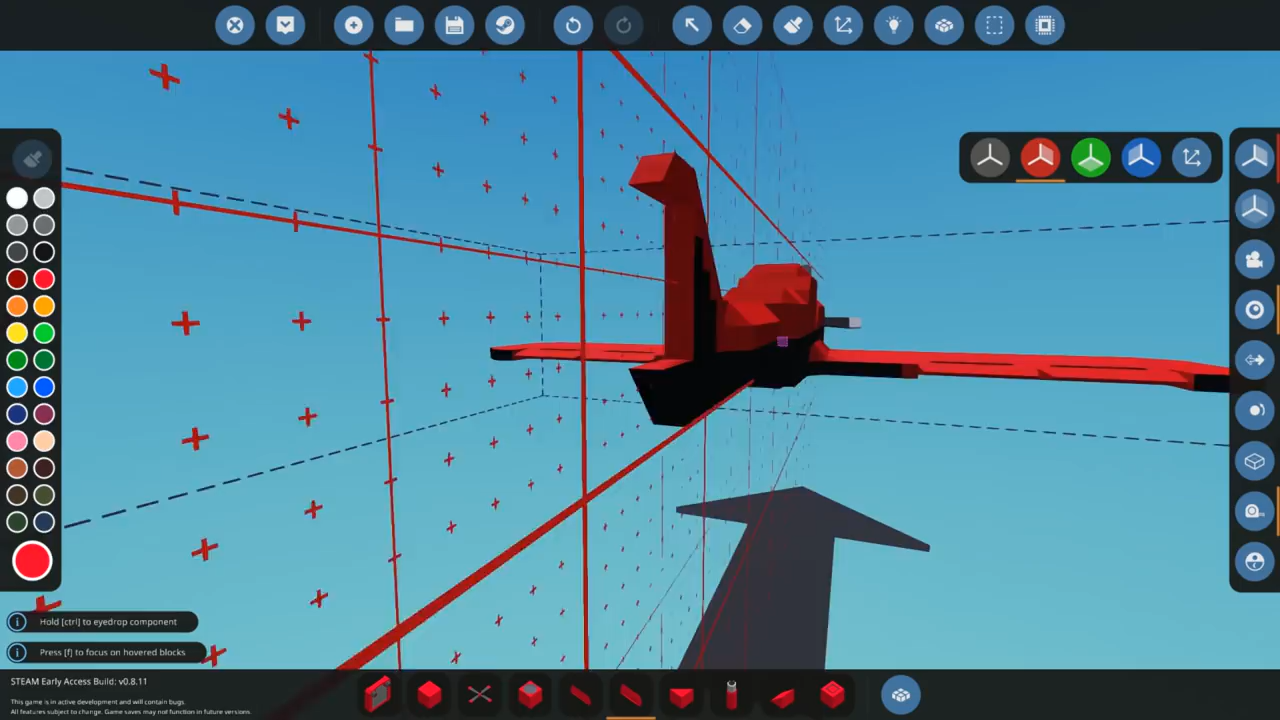 Hold [ctrl] to eyedrop component
Press [f] to focus on hovered blocks
STEAM Early Access Build: v0.8.11
This game is in active development and will contain bugs.
All features subject to change. Game saves may not function in future versions.